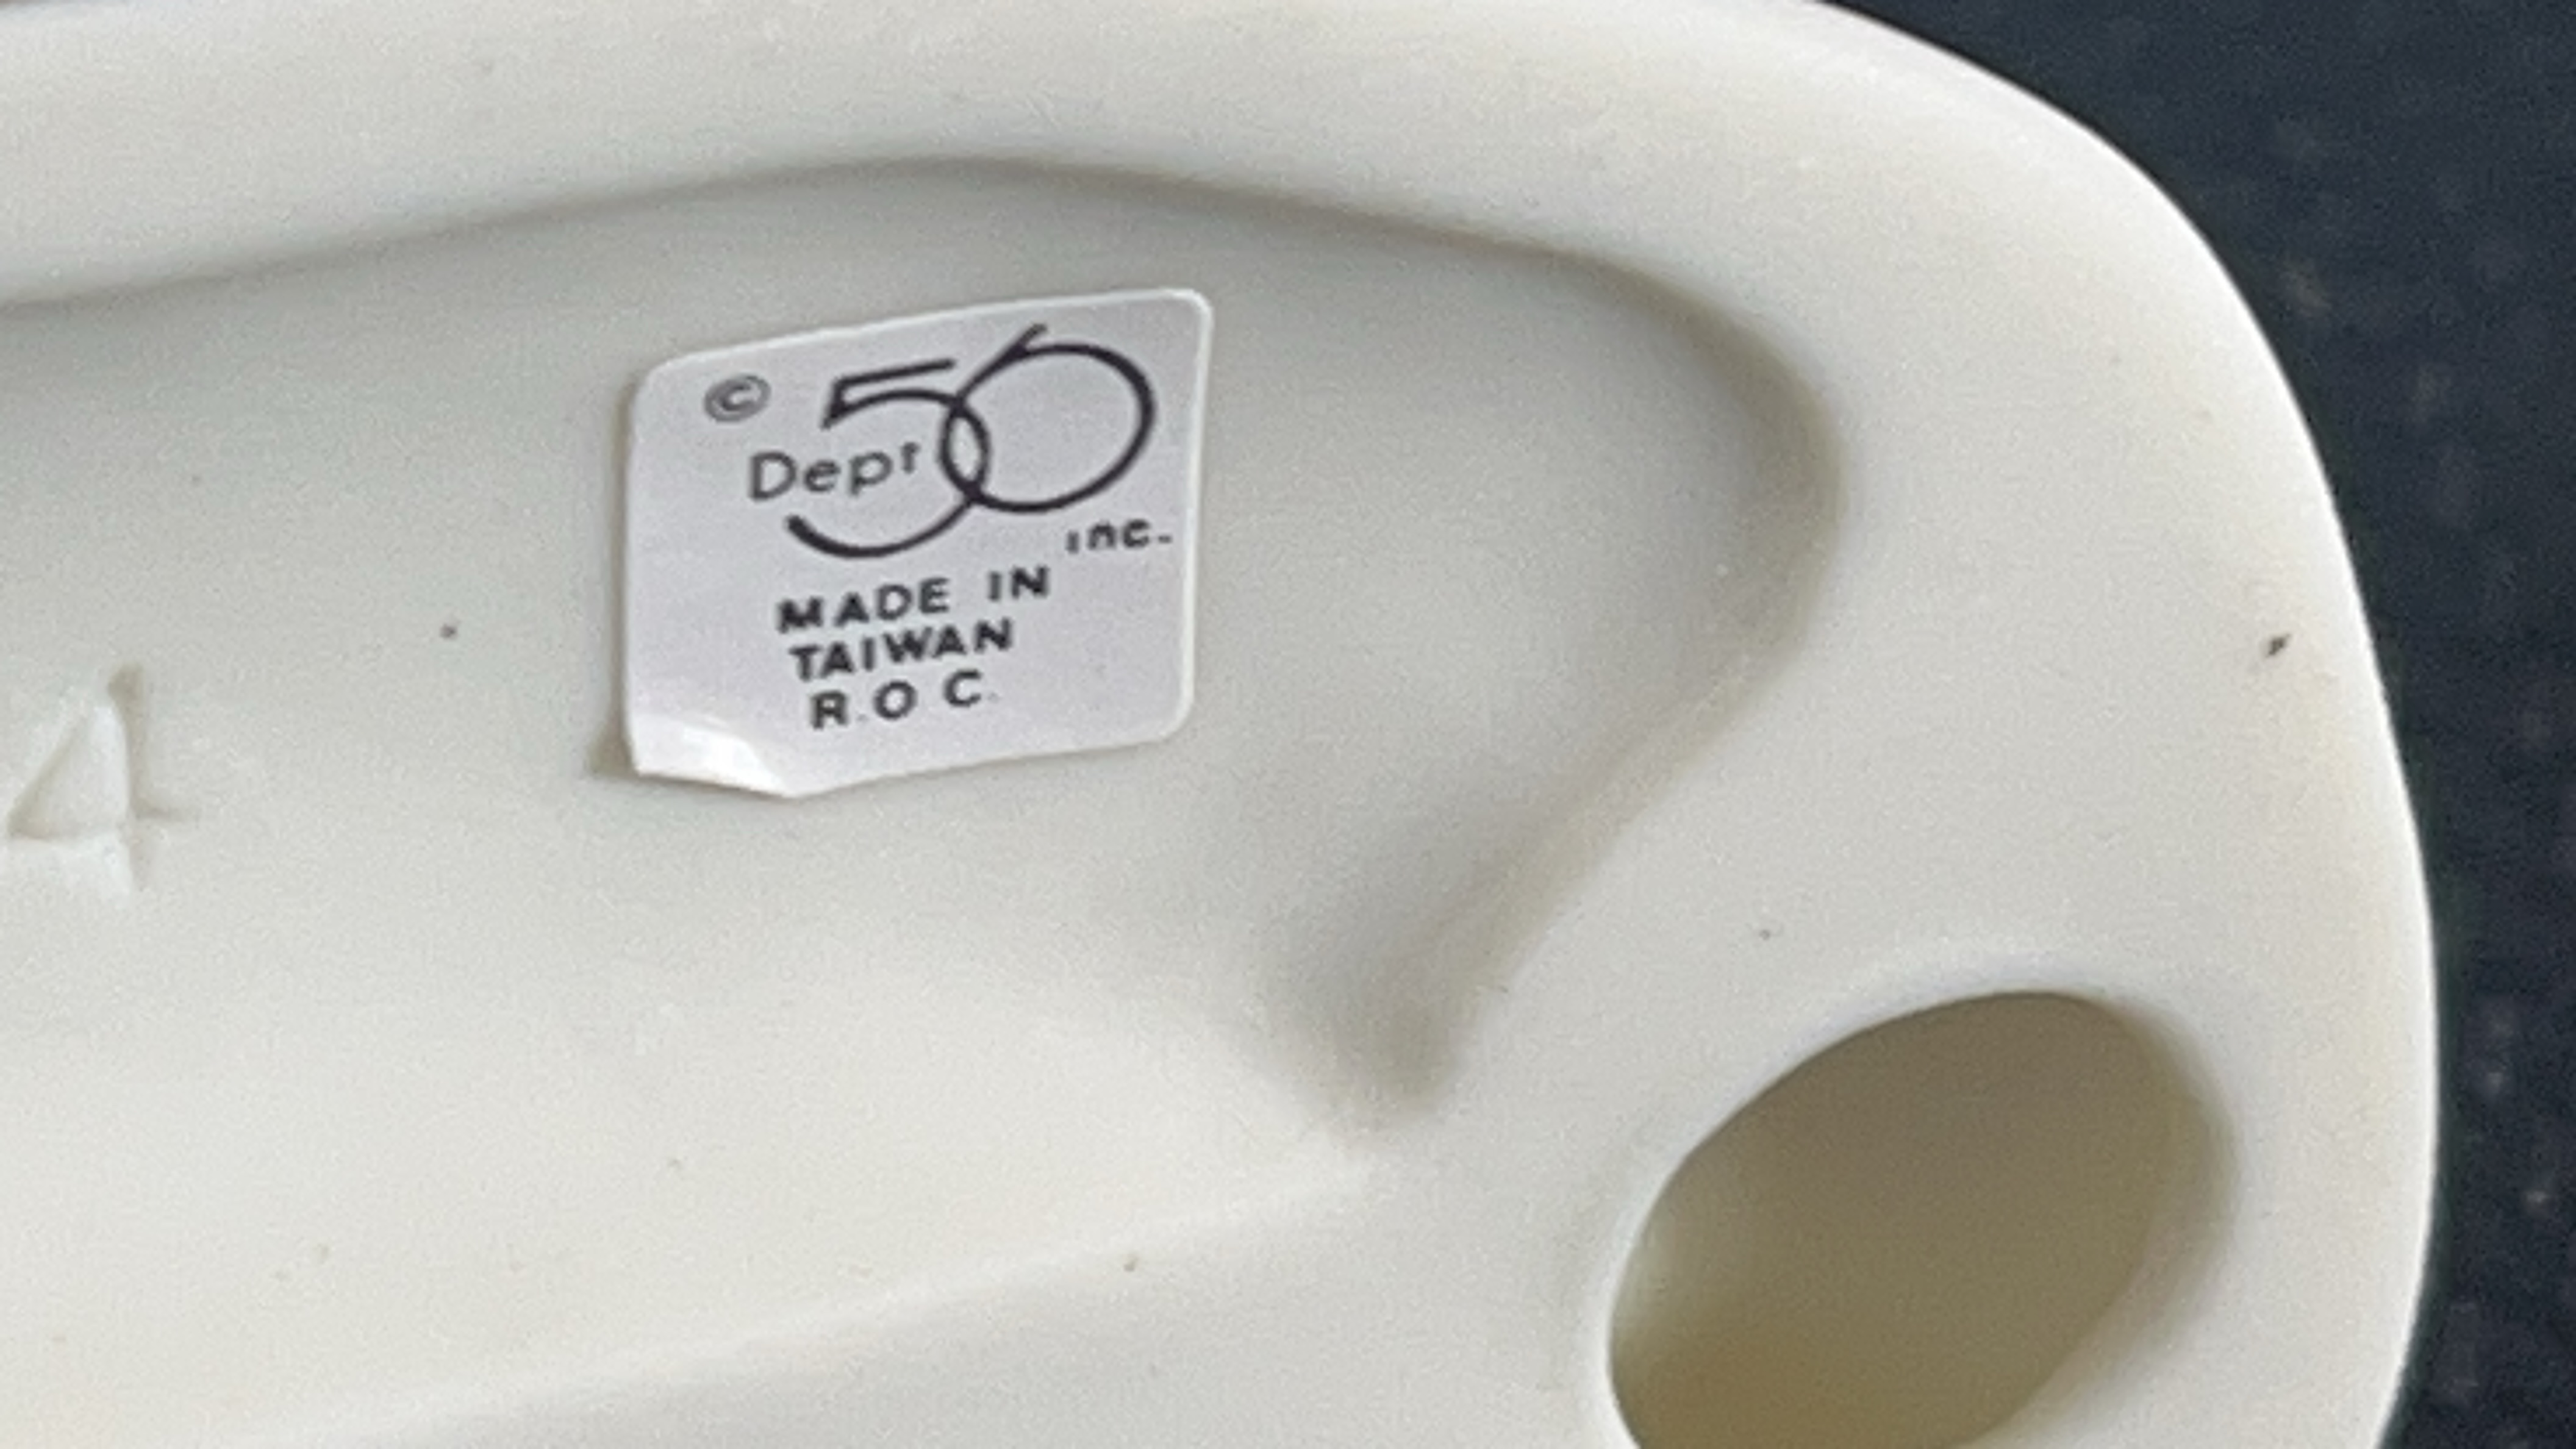 © Dept 56
inc.
MADE IN
TAIWAN
R.O.C.
4